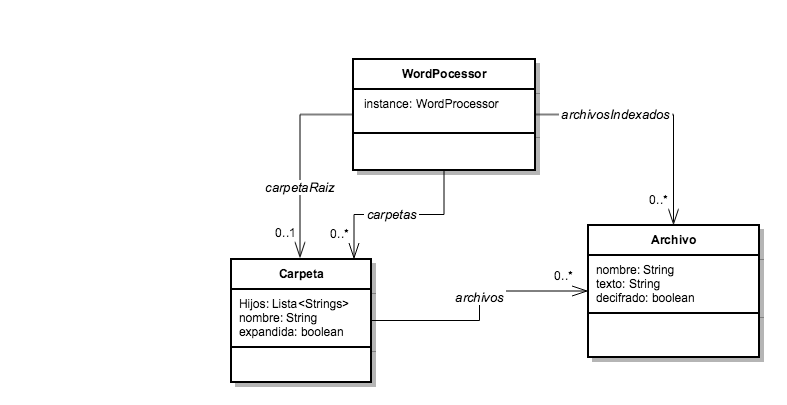 WordPocessor
instance: WordProcessor
archivosIndexados
carpetaRaiz
carpetas
0..1
0..*
0..*
Carpeta
Hijos: Lista<Strings>
nombre: String
expandida: boolean
archivos
0..*
Archivo
nombre: String
texto: String
decifrado: boolean